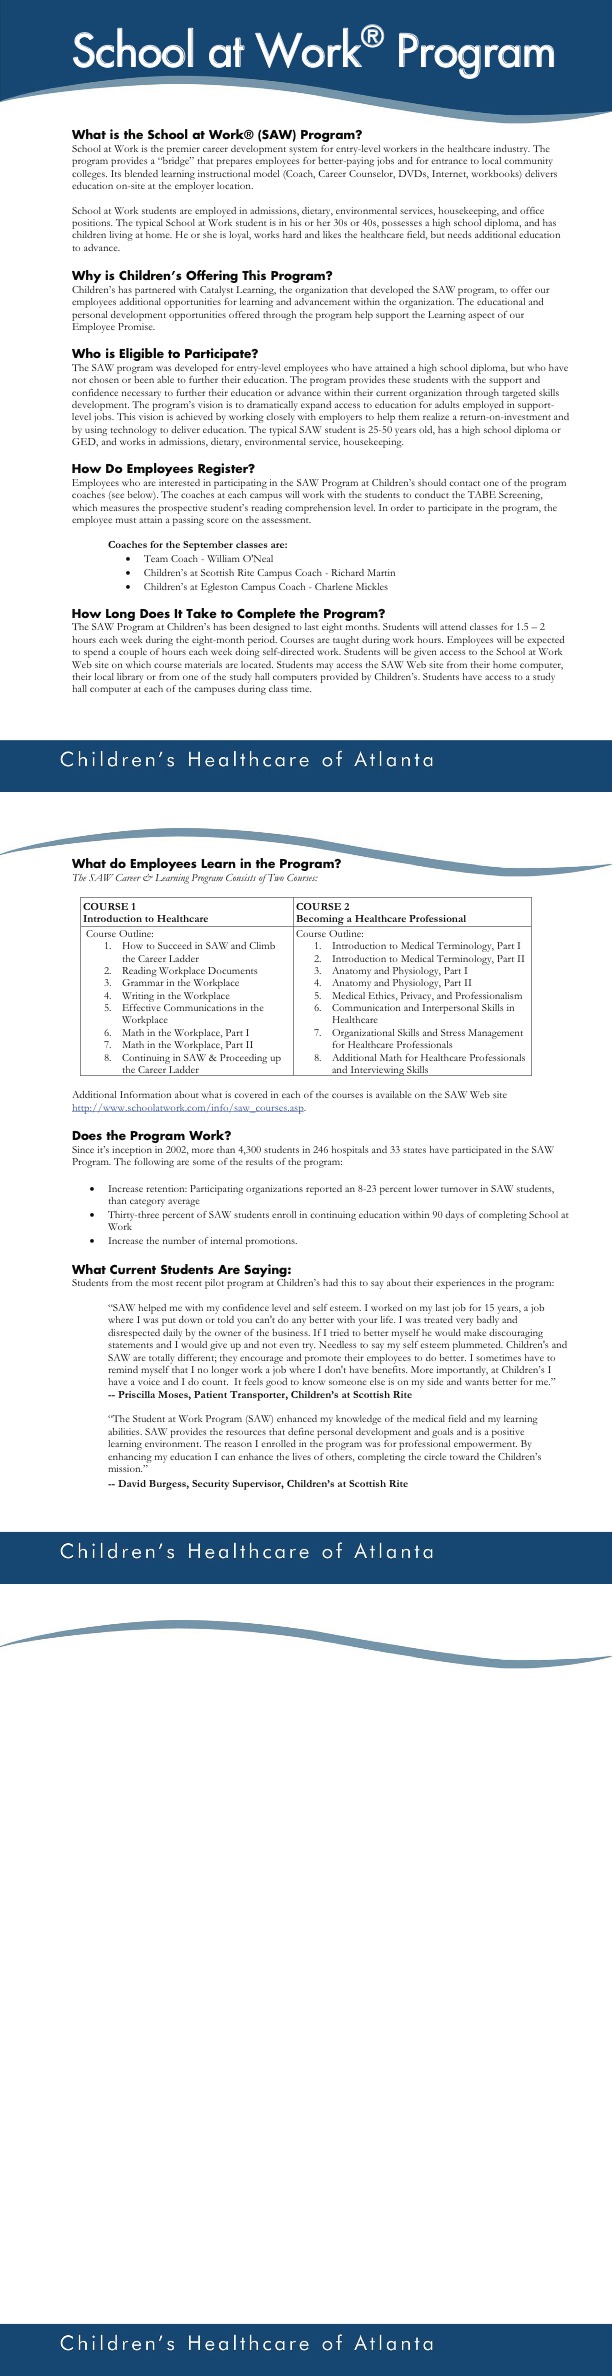 School at Work® Program
What is the School at Work® (SAW) Program?
School at Work is the premier career development system for entry-level workers in the healthcare industry. The
program provides a “bridge” that prepares employees for better-paying jobs and for entrance to local community
colleges. Its blended learning instructional model (Coach, Career Counselor, DVDs, Internet, workbooks) delivers
education on-site at the employer location.
School at Work students are employed in admissions, dietary, environmental services, housekeeping, and office
positions. The typical School at Work student is in his or her 30s or 40s, possesses a high school diploma, and has
children living at home. He or she is loyal, works hard and likes the healthcare field, but needs additional education
to advance.
Why is Children’s Offering This Program?
Children’s has partnered with Catalyst Learning, the organization that developed the SAW program, to offer our
employees additional opportunities for learning and advancement within the organization. The educational and
personal development opportunities offered through the program help support the Learning aspect of our
Employee Promise.
Who is Eligible to Participate?
The SAW program was developed for entry-level employees who have attained a high school diploma, but who have
not chosen or been able to further their education. The program provides these students with the support and
confidence necessary to further their education or advance within their current organization through targeted skills
development. The program’s vision is to dramatically expand access to education for adults employed in support-
level jobs. This vision is achieved by working closely with employers to help them realize a return-on-investment and
by using technology to deliver education. The typical SAW student is 25-50 years old, has a high school diploma or
GED, and works in admissions, dietary, environmental service, housekeeping.
How Do Employees Register?
Employees who are interested in participating in the SAW Program at Children’s should contact one of the program
coaches (see below). The coaches at each campus will work with the students to conduct the TABE Screening,
which measures the prospective student’s reading comprehension level. In order to participate in the program, the
employee must attain a passing score on the assessment.
Coaches for the September classes are:
• Team Coach - William O'Neal
• Children’s at Scottish Rite Campus Coach - Richard Martin
• Children’s at Egleston Campus Coach - Charlene Mickles
How Long Does It Take to Complete the Program?
The SAW Program at Children’s has been designed to last eight months. Students will attend classes for 1.5 – 2
hours each week during the eight-month period. Courses are taught during work hours. Employees will be expected
to spend a couple of hours each week doing self-directed work. Students will be given access to the School at Work
Web site on which course materials are located. Students may access the SAW Web site from their home computer,
their local library or from one of the study hall computers provided by Children’s. Students have access to a study
hall computer at each of the campuses during class time.
Children’s Healthcare of Atlanta
What do Employees Learn in the Program?
The SAW Career & Learning Program Consists of Two Courses:
COURSE 1
Introduction to Healthcare
Course Outline:
1. How to Succeed in SAW and Climb
the Career Ladder
2. Reading Workplace Documents
3. Grammar in the Workplace
4. Writing in the Workplace
5. Effective Communications in the
Workplace
6. Math in the Workplace, Part I
7. Math in the Workplace, Part II
8. Continuing in SAW & Proceeding up
the Career Ladder
COURSE 2
Becoming a Healthcare Professional
Course Outline:
1. Introduction to Medical Terminology, Part I
2. Introduction to Medical Terminology, Part II
3. Anatomy and Physiology, Part I
4. Anatomy and Physiology, Part II
5. Medical Ethics, Privacy, and Professionalism
6. Communication and Interpersonal Skills in
Healthcare
7. Organizational Skills and Stress Management
for Healthcare Professionals
8. Additional Math for Healthcare Professionals
and Interviewing Skills
Additional Information about what is covered in each of the courses is available on the SAW Web site
http://www.schoolatwork.com/info/saw_courses.asp.
Does the Program Work?
Since it’s inception in 2002, more than 4,300 students in 246 hospitals and 33 states have participated in the SAW
Program. The following are some of the results of the program:
• Increase retention: Participating organizations reported an 8-23 percent lower turnover in SAW students,
than category average
• Thirty-three percent of SAW students enroll in continuing education within 90 days of completing School at
Work
• Increase the number of internal promotions.
What Current Students Are Saying:
Students from the most recent pilot program at Children’s had this to say about their experiences in the program:
“SAW helped me with my confidence level and self esteem. I worked on my last job for 15 years, a job
where I was put down or told you can't do any better with your life. I was treated very badly and
disrespected daily by the owner of the business. If I tried to better myself he would make discouraging
statements and I would give up and not even try. Needless to say my self esteem plummeted. Children's and
SAW are totally different; they encourage and promote their employees to do better. I sometimes have to
remind myself that I no longer work a job where I don't have benefits. More importantly, at Children’s I
have a voice and I do count. It feels good to know someone else is on my side and wants better for me.”
-- Priscilla Moses, Patient Transporter, Children’s at Scottish Rite
“The Student at Work Program (SAW) enhanced my knowledge of the medical field and my learning
abilities. SAW provides the resources that define personal development and goals and is a positive
learning environment. The reason I enrolled in the program was for professional empowerment. By
enhancing my education I can enhance the lives of others, completing the circle toward the Children’s
mission.”
-- David Burgess, Security Supervisor, Children’s at Scottish Rite
Children’s Healthcare of Atlanta
Children’s Healthcare of Atlanta